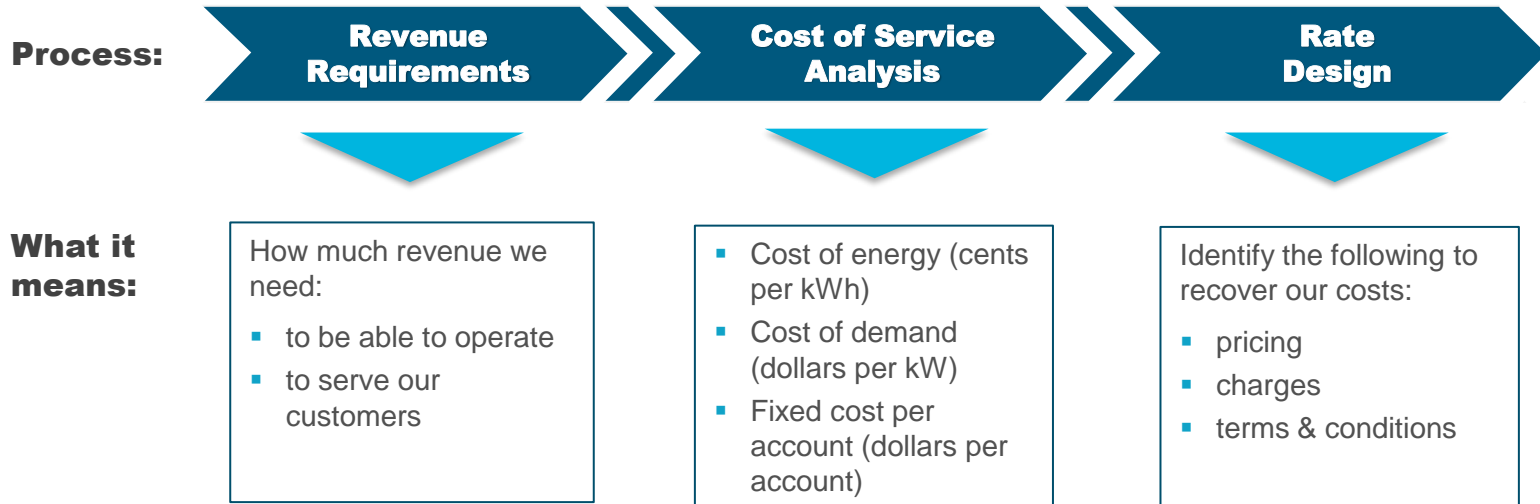 Process:
Revenue
Requirements
Cost of Service
Analysis
Rate
Design
What it
means:
How much revenue we
need:
▪ to be able to operate
▪ to serve our
customers
▪ Cost of energy (cents
per kWh)
▪ Cost of demand
(dollars per kW)
▪ Fixed cost per
account (dollars per
account)
Identify the following to
recover our costs:
▪ pricing
▪ charges
▪ terms & conditions